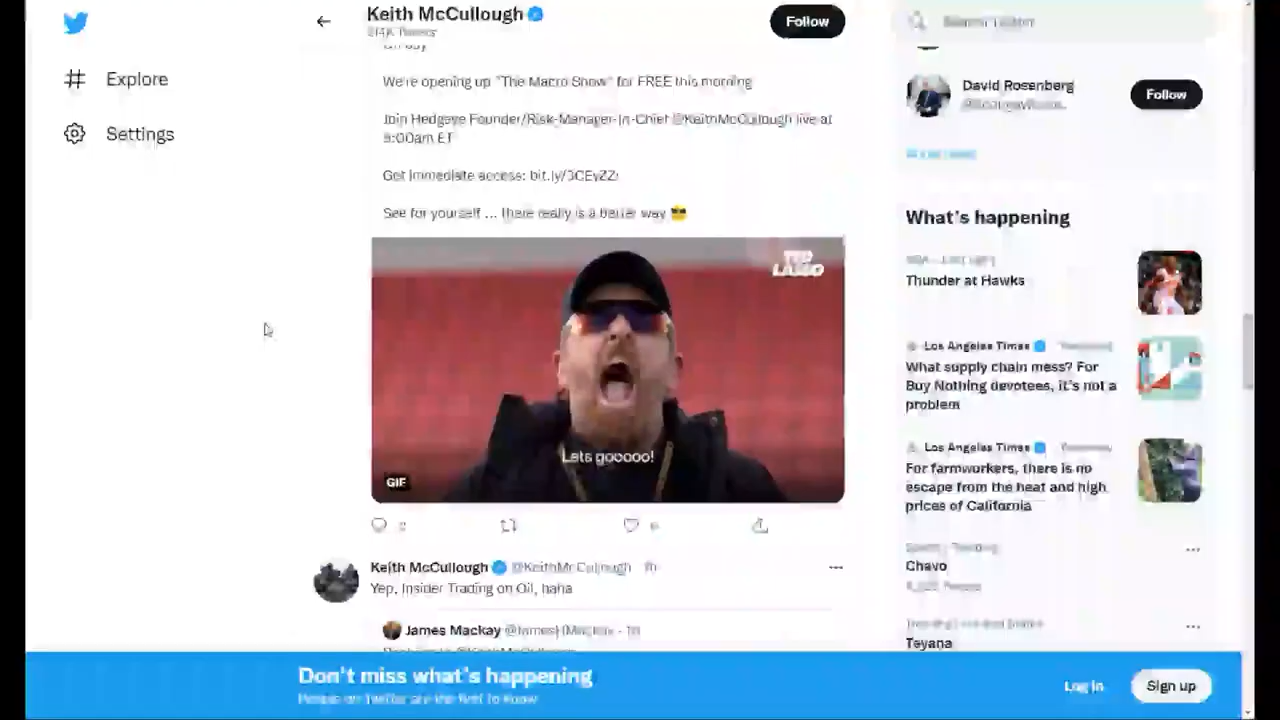 Keith McCullough
Follow
Explore
Settings
We're opening up "The Macro Show" for FREE this morning
Join Hedgeye Founder/Risk-Manager-in-Chief @KeithMcCullough live at
9:00am ET
Get immediate access:
See for yourself ... there really is a better way 😎
TED
LASSO
Lets gooooo!
GIF
Keith McCullough @KeithMcCullough
Yep, Insider Trading on Oil, haha
James Mackay
David Rosenberg
Follow
What's happening
Thunder at Hawks
Los Angeles Times
What supply chain mess? For
Buy Nothing devotees, it's not a
problem
Los Angeles Times
For farmworkers, there is no
escape from the heat and high
prices of California
Chavo
Teyana
Don't miss what's happening
People on Twitter are the first to know.
Log in
Sign up